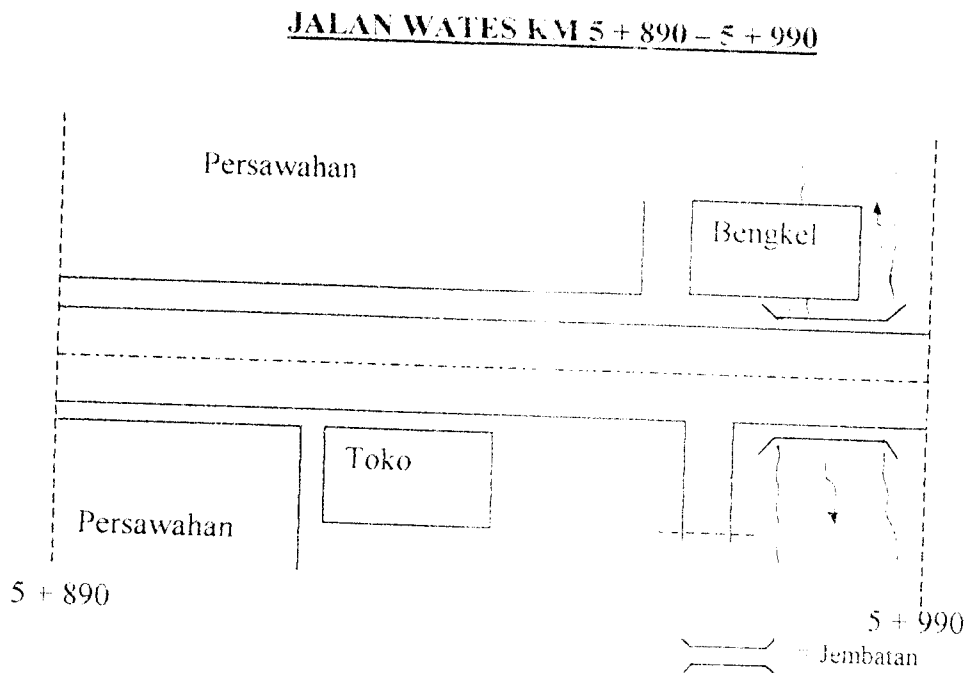 JALAN WATES KM 5 + 890 – 5 + 990
Persawahan
Bengkel
Toko
Persawahan
5 + 890
5 + 990
= Jembatan